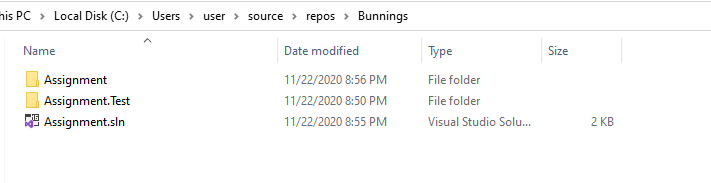 his PC > Local Disk (C:) > Users > user > source > repos > Bunnings
Name Date modified Type Size
Assignment 11/22/2020 8:56 PM File folder
Assignment.Test 11/22/2020 8:50 PM File folder
Assignment.sln 11/22/2020 8:55 PM Visual Studio Solu... 2 KB